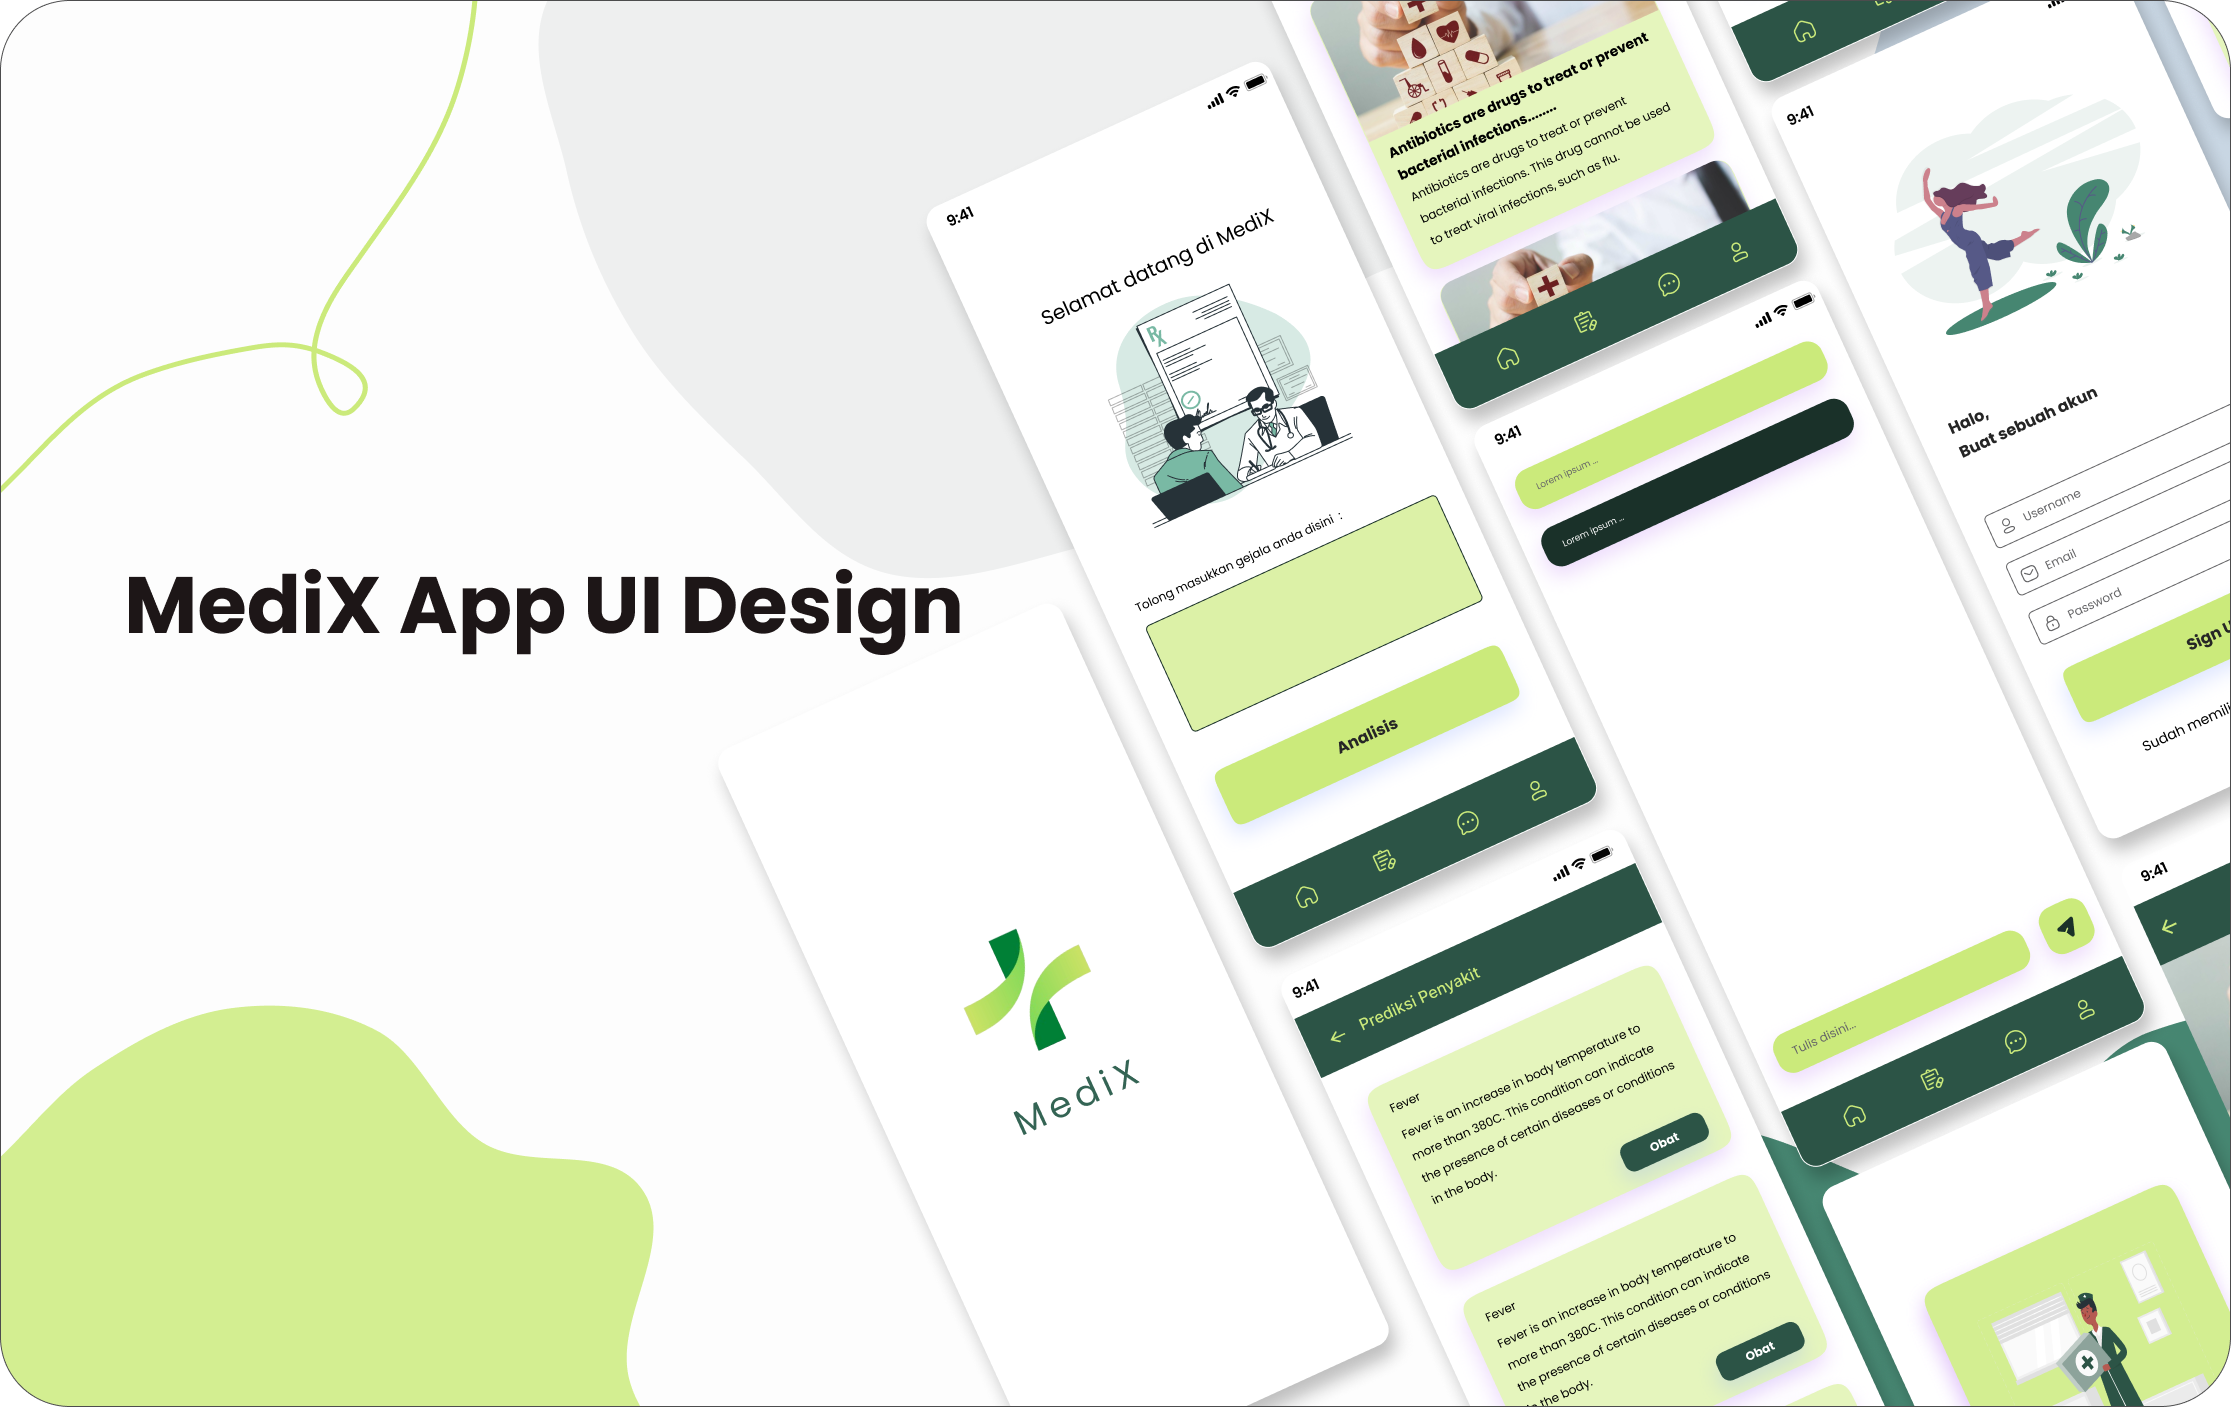 MediX App UI Design
MediX
9:41
Selamat datang di MediX
Rx
Tolong masukkan gejala anda disini :
Analisis
Antibiotics are drugs to treat or prevent
bacterial infections........
Antibiotics are drugs to treat or prevent
bacterial infections. This drug cannot be used
to treat viral infections, such as flu.
9:41
Lorem ipsum ...
Lorem ipsum ...
Tulis disini...
9:41
Prediksi Penyakit
Fever
Fever is an increase in body temperature to
more than 380C. This condition can indicate
the presence of certain diseases or conditions
in the body.
Obat
Fever
Fever is an increase in body temperature to
more than 380C. This condition can indicate
the presence of certain diseases or conditions
in the body.
Obat
9:41
Halo,
Buat sebuah akun
Username
Email
Password
Sign
Sudah
9:41